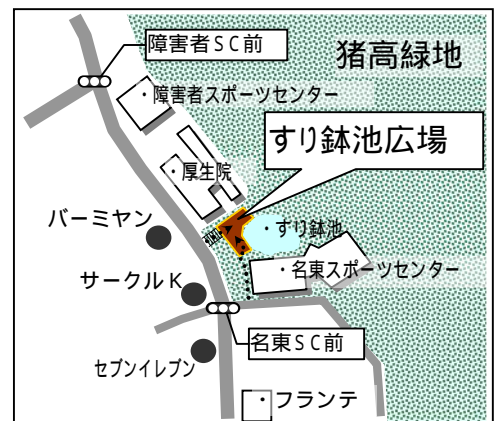 障害者SC前
猪高緑地
・障害者スポーツセンター
すり鉢池広場
・厚生院
バーミヤン
・すり鉢池
・名東スポーツセンター
サークルK
名東SC前
セブンイレブン
・フランテ